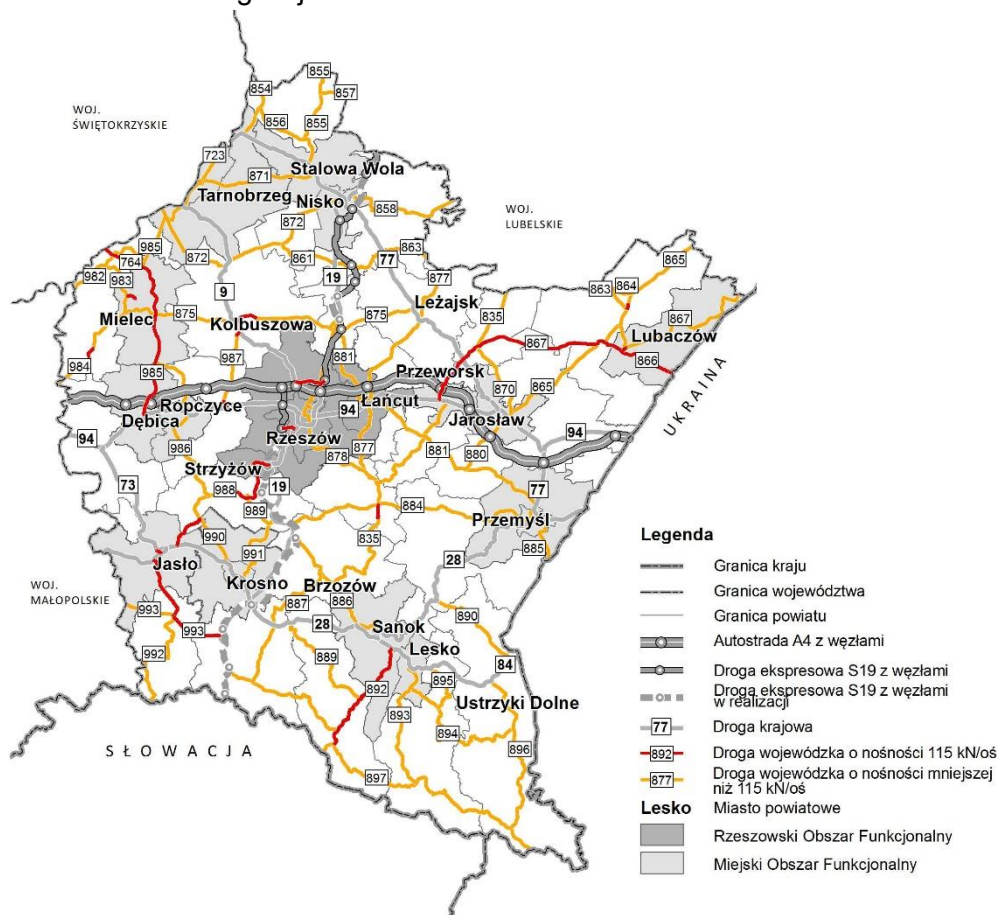 855
854
857
WOJ.
ŚWIĘTOKRZYSKIE
856
855
723
Stalowa Wola
871
Tarnobrzeg
Nisko
858
872
WOJ.
LUBELSKIE
985
764
872
861
863
77
865
982
983
19
877
863
864
9
Leżajsk
Mielec
875
Kolbuszowa
875
835
867
Lubaczów
881
867
984
987
866
985
Przeworsk
870
865
Ropczyce
Łańcut
Dębica
94
Jarosław
UKRAINA
94
Rzeszów
94
986
877
878
881
880
Strzyżów
73
988
19
77
989
884
Przemyśl
990
835
885
991
Jasło
28
WOJ.
MAŁOPOLSKIE
Krosno
Brzozów
993
887
886
890
993
28
Sanok
992
889
Lesko
84
895
892
Ustrzyki Dolne
893
894
896
SŁOWACJA
897
Legenda
Granica kraju
Granica województwa
Granica powiatu
Autostrada A4 z węzłami
Droga ekspresowa S19 z węzłami
Droga ekspresowa S19 z węzłami
w realizacji
77 Droga krajowa
892 Droga wojewódzka o nośności 115 kN/oś
877 Droga wojewódzka o nośności mniejszej
niż 115 kN/oś
Lesko Miasto powiatowe
Rzeszowski Obszar Funkcjonalny
Miejski Obszar Funkcjonalny